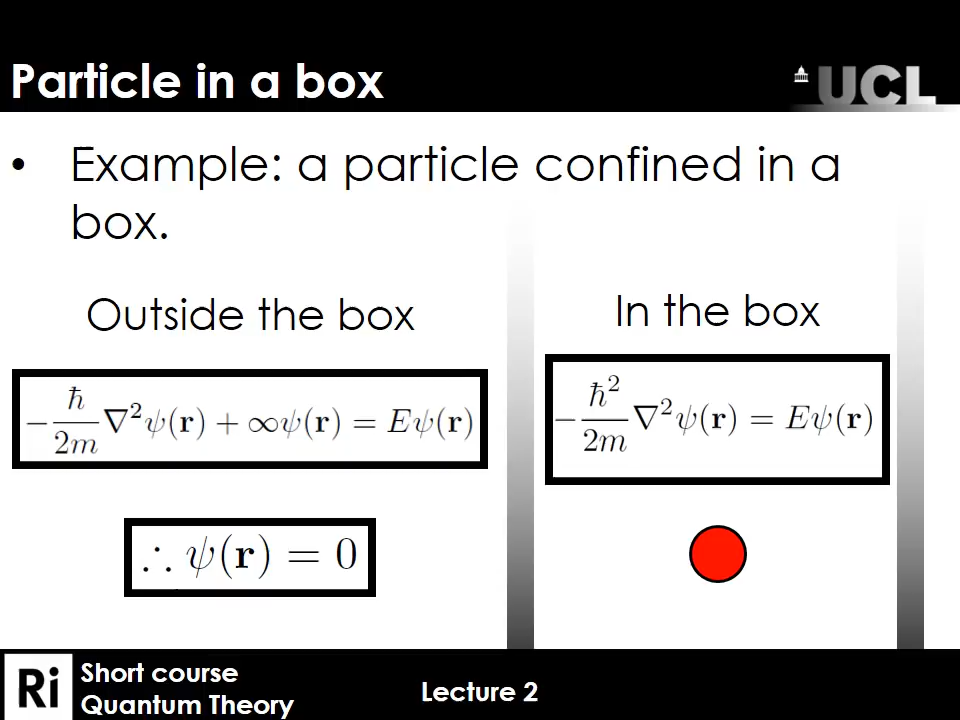 Particle in a box
UCL
• Example: a particle confined in a
box.
Outside the box
In the box
-ħ/2m ∇²ψ(r) + ∞ψ(r) = Eψ(r)
-ħ²/2m ∇²ψ(r) = Eψ(r)
∴ ψ(r) = 0
Ri
Short course
Quantum Theory
Lecture 2